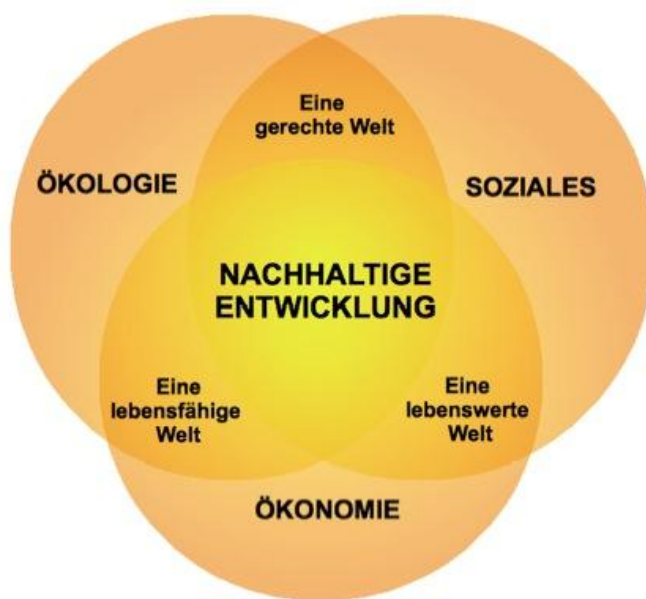 Eine
gerechte Welt
ÖKOLOGIE
SOZIALES
NACHHALTIGE
ENTWICKLUNG
Eine
lebensfähige
Welt
Eine
lebenswerte
Welt
ÖKONOMIE